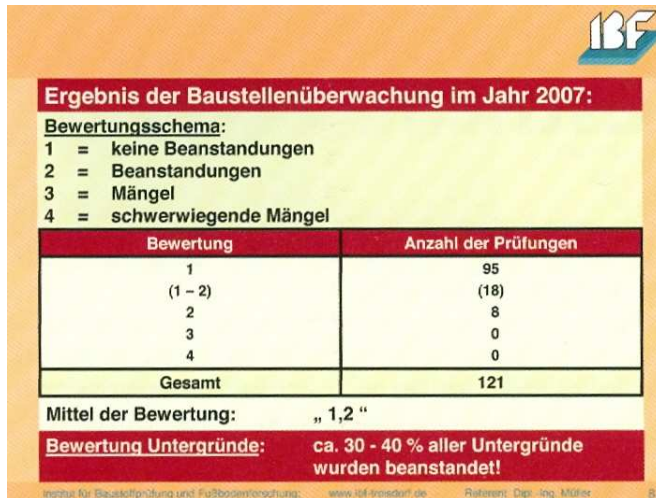 IBF
Ergebnis der Baustellenüberwachung im Jahr 2007:
Bewertungsschema:
1 = keine Beanstandungen
2 = Beanstandungen
3 = Mängel
4 = schwerwiegende Mängel
Bewertung Anzahl der Prüfungen
1 95
(1 – 2) (18)
2 8
3 0
4 0
Gesamt 121
Mittel der Bewertung: „ 1,2 “
Bewertung Untergründe: ca. 30 - 40 % aller Untergründe
wurden beanstandet!
Institut für Baustoffprüfung und Fußbodenforschung: www.ibf-troisdorf.de Referent: Dipl.-Ing. Müller 8